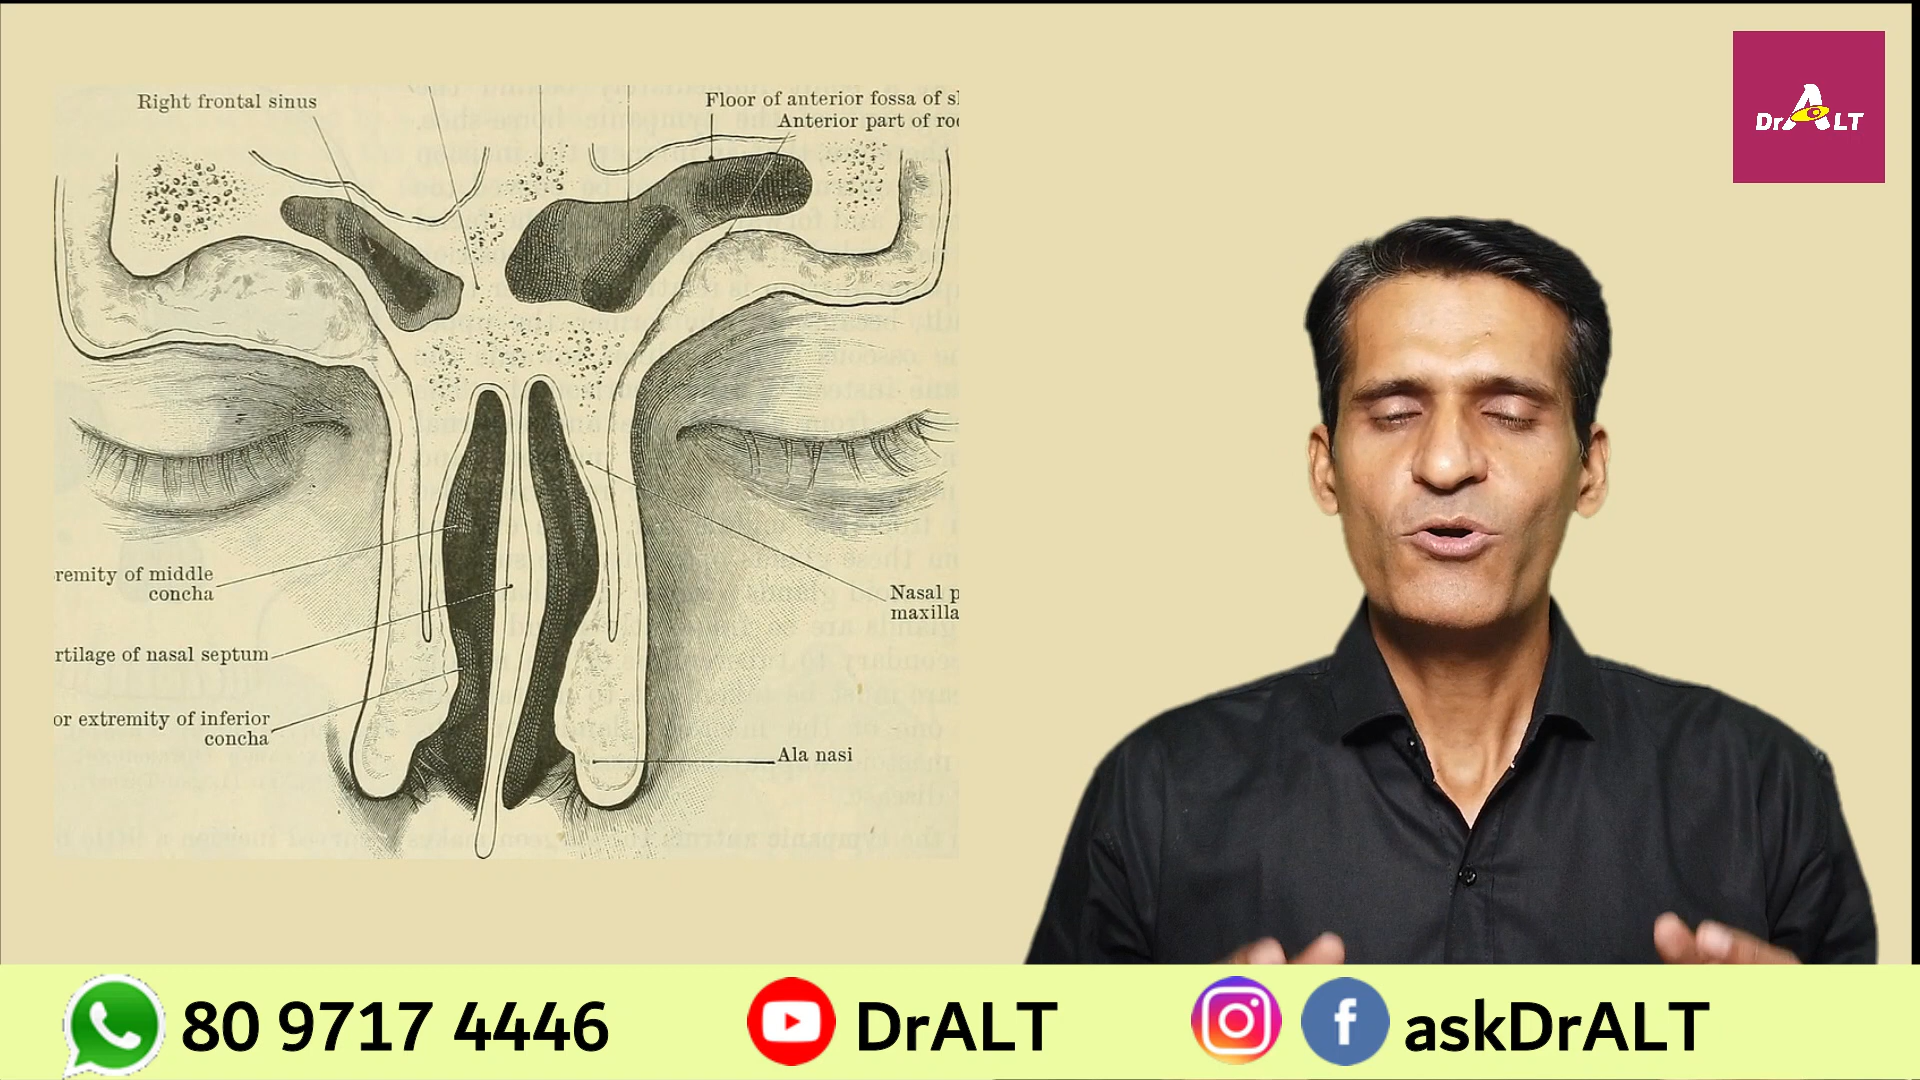 Right frontal sinus
Floor of anterior fossa of sl
Anterior part of roo
DrALT
remity of middle
concha
rtilage of nasal septum
or extremity of inferior
concha
Nasal p
maxilla
Ala nasi
80 9717 4446
DrALT
askDrALT